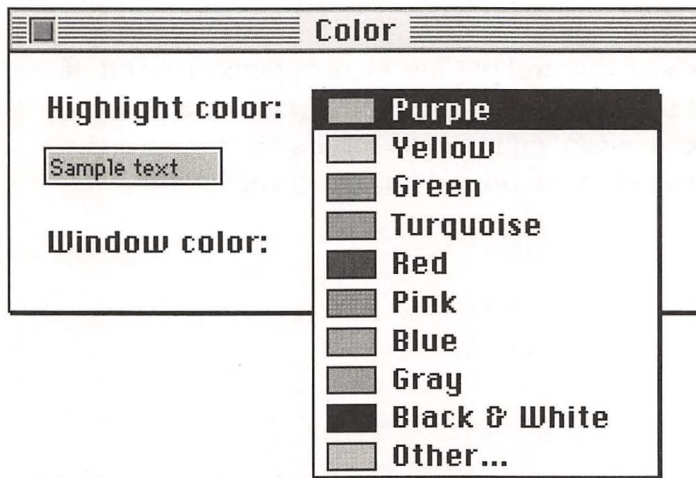 Color
Highlight color:
Purple
Yellow
Sample text
Green
Turquoise
Window color:
Red
Pink
Blue
Gray
Black & White
Other...